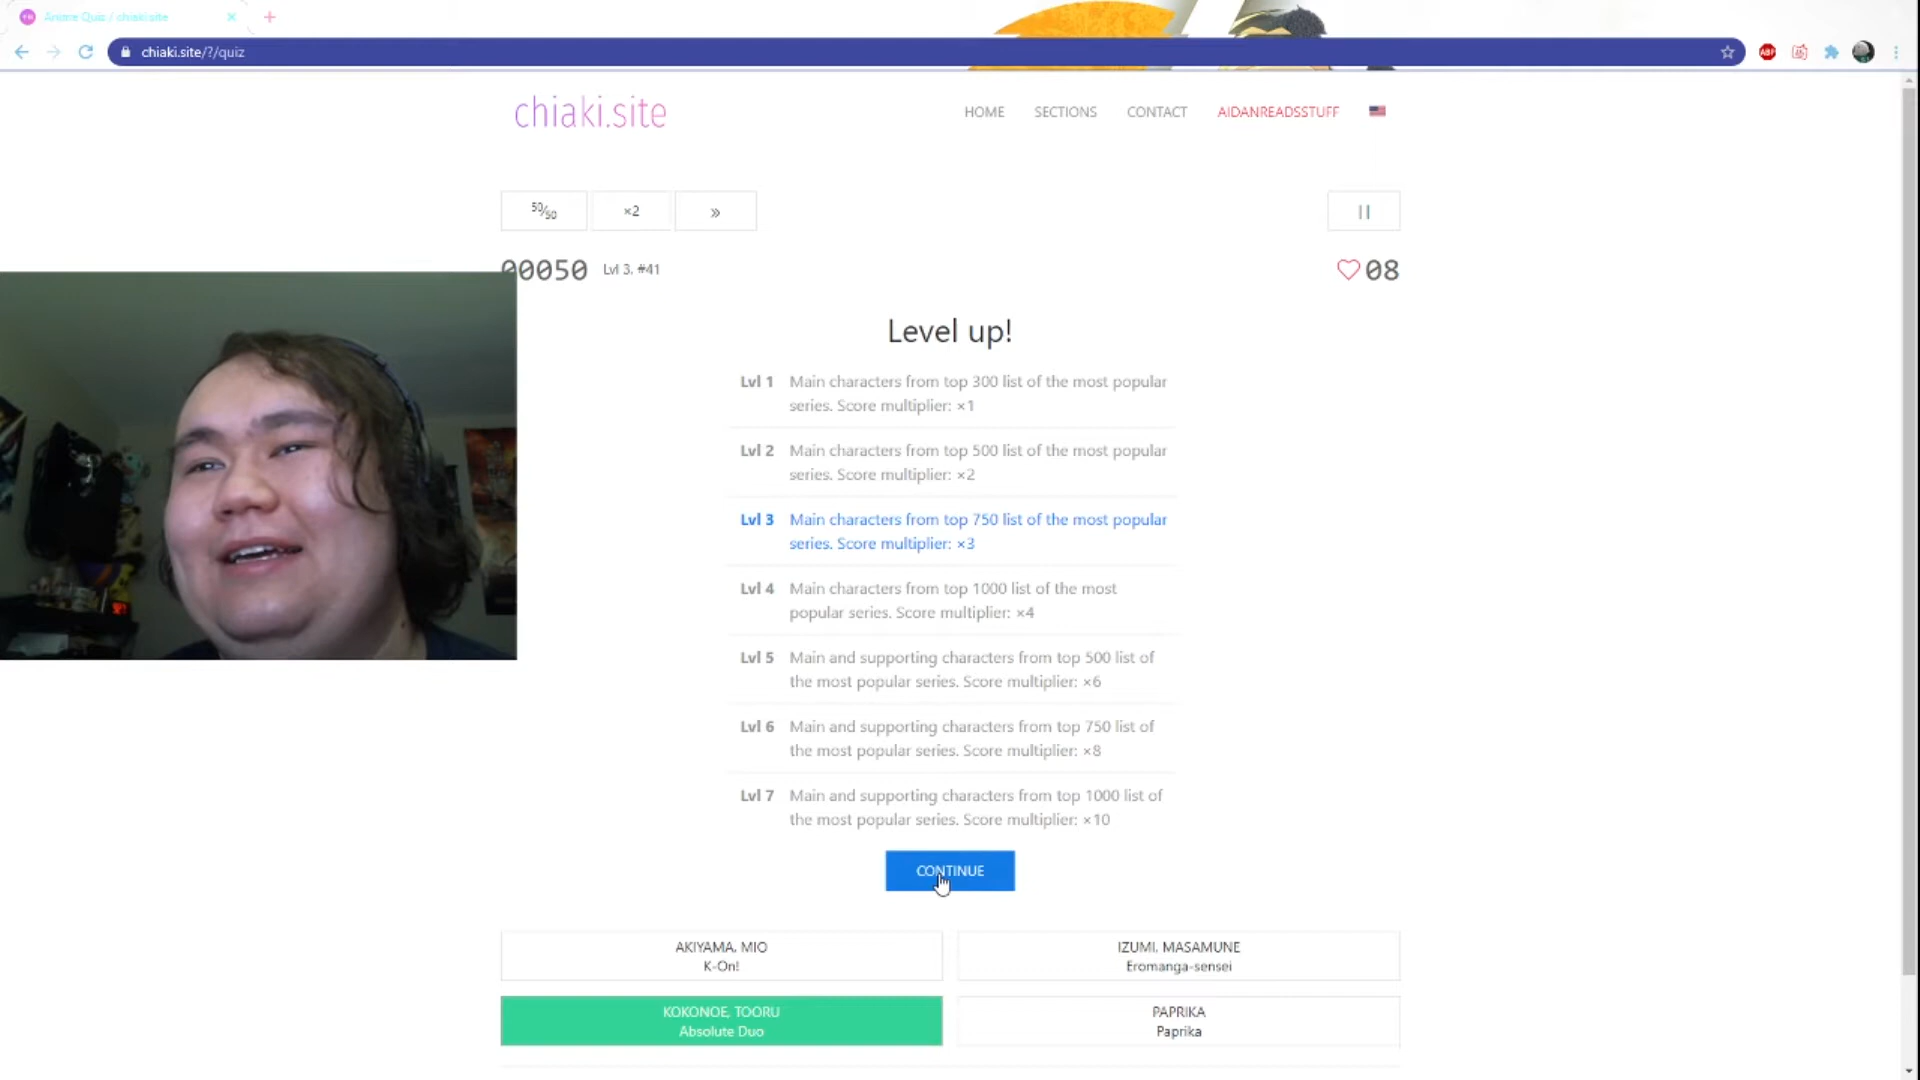 Anime Quiz / chiaki.site
chiaki.site/?/quiz
ABP
chiaki.site
HOME
SECTIONS
CONTACT
AIDANREADSSTUFF
50/50
×2
»
00050
Lvl 3, #41
08
Level up!
Lvl 1 Main characters from top 300 list of the most popular
series. Score multiplier: ×1
Lvl 2 Main characters from top 500 list of the most popular
series. Score multiplier: ×2
Lvl 3 Main characters from top 750 list of the most popular
series. Score multiplier: ×3
Lvl 4 Main characters from top 1000 list of the most
popular series. Score multiplier: ×4
Lvl 5 Main and supporting characters from top 500 list of
the most popular series. Score multiplier: ×6
Lvl 6 Main and supporting characters from top 750 list of
the most popular series. Score multiplier: ×8
Lvl 7 Main and supporting characters from top 1000 list of
the most popular series. Score multiplier: ×10
CONTINUE
AKIYAMA, MIO
K-On!
IZUMI, MASAMUNE
Eromanga-sensei
KOKONOE, TOORU
Absolute Duo
PAPRIKA
Paprika